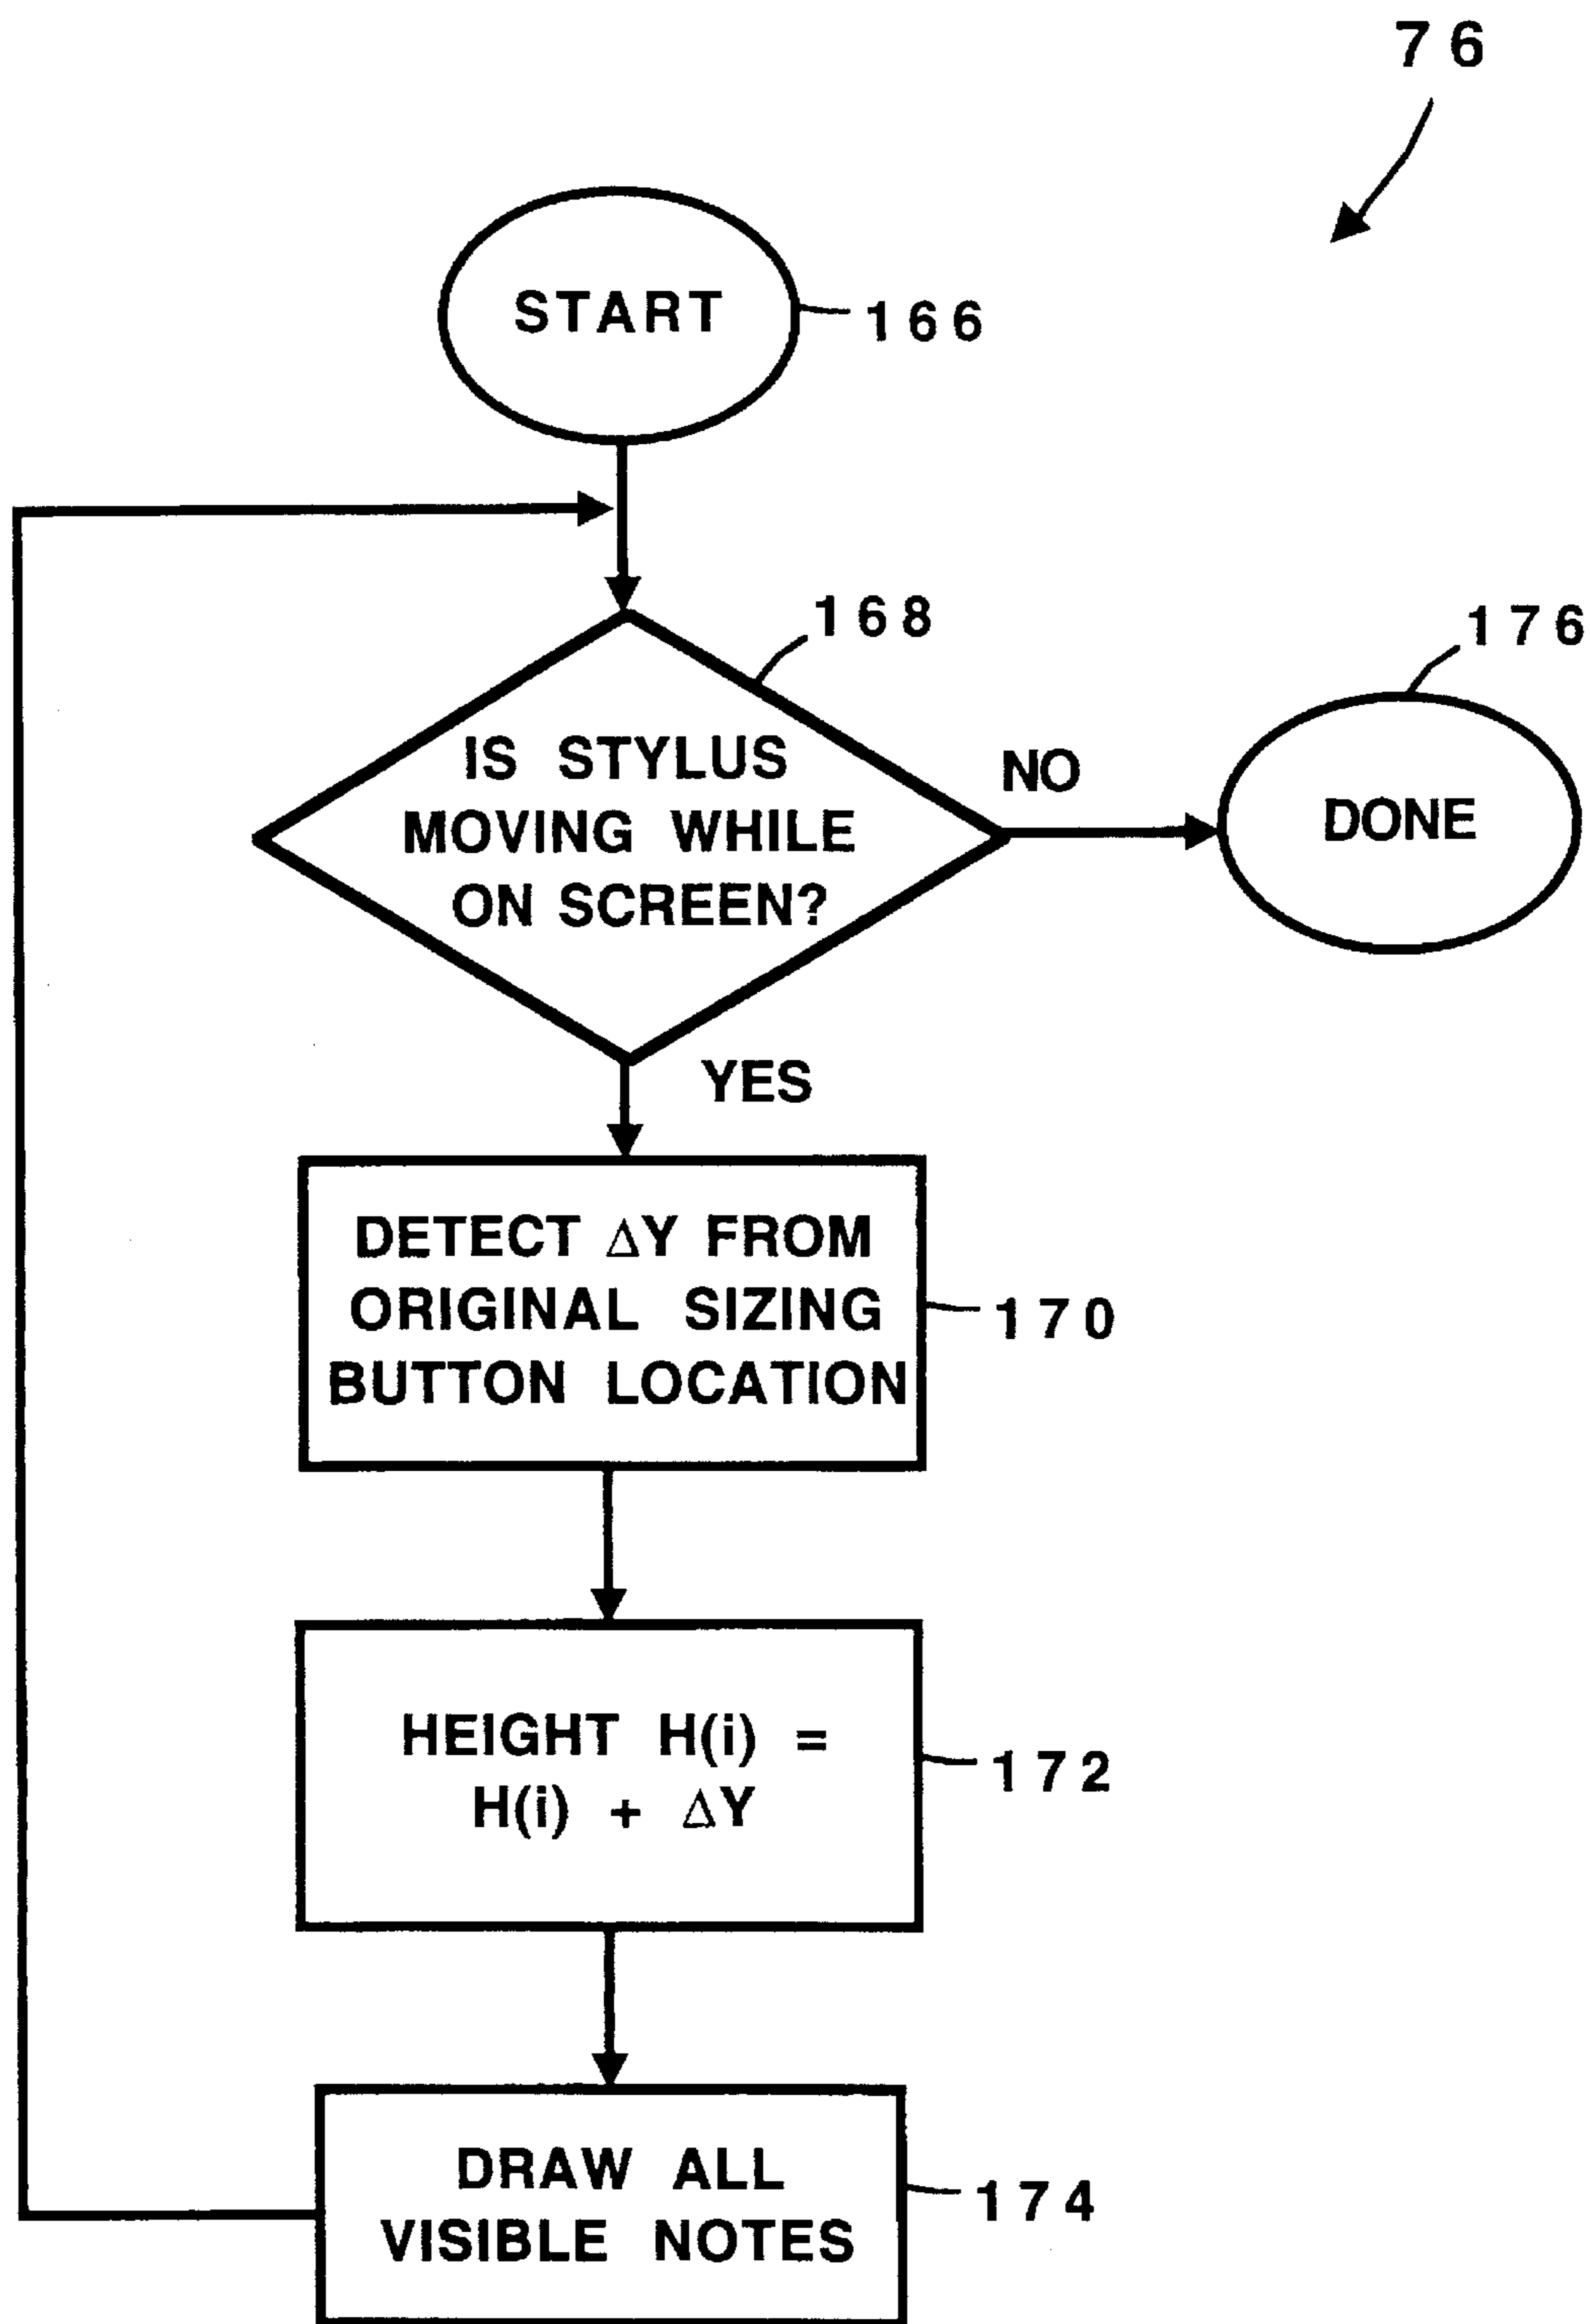 76
START
166
168
176
IS STYLUS
MOVING WHILE
ON SCREEN?
NO
DONE
YES
DETECT ΔY FROM
ORIGINAL SIZING
BUTTON LOCATION
170
HEIGHT H(i) =
H(i) + ΔY
172
DRAW ALL
VISIBLE NOTES
174